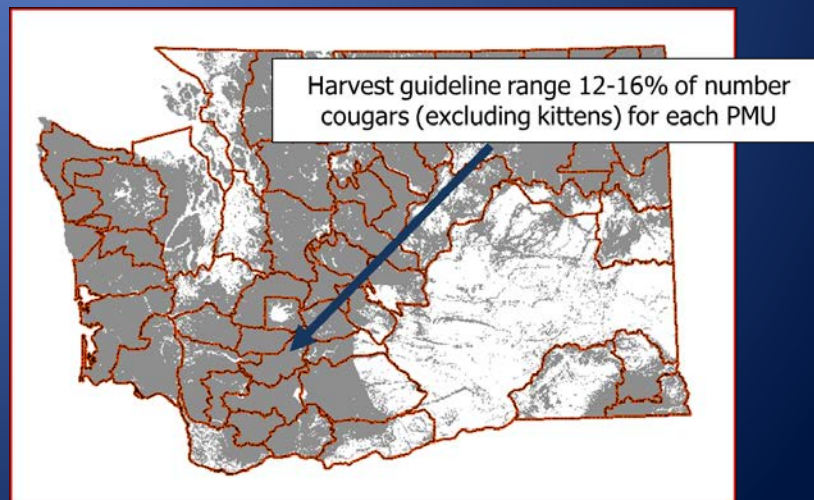 Harvest guideline range 12-16% of number
cougars (excluding kittens) for each PMU